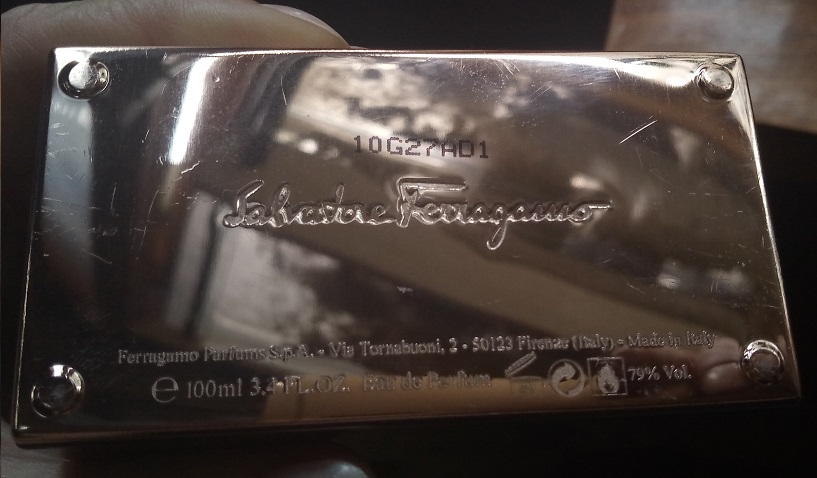 10G27AD1
Salvatore Ferragamo
Ferragamo Parfums S.p.A. - Via Tornabuoni, 2 - 50123 Firenze (Italy) - Made in Italy
℮ 100ml 3.4 FL.OZ. Eau de Parfum 79% Vol.